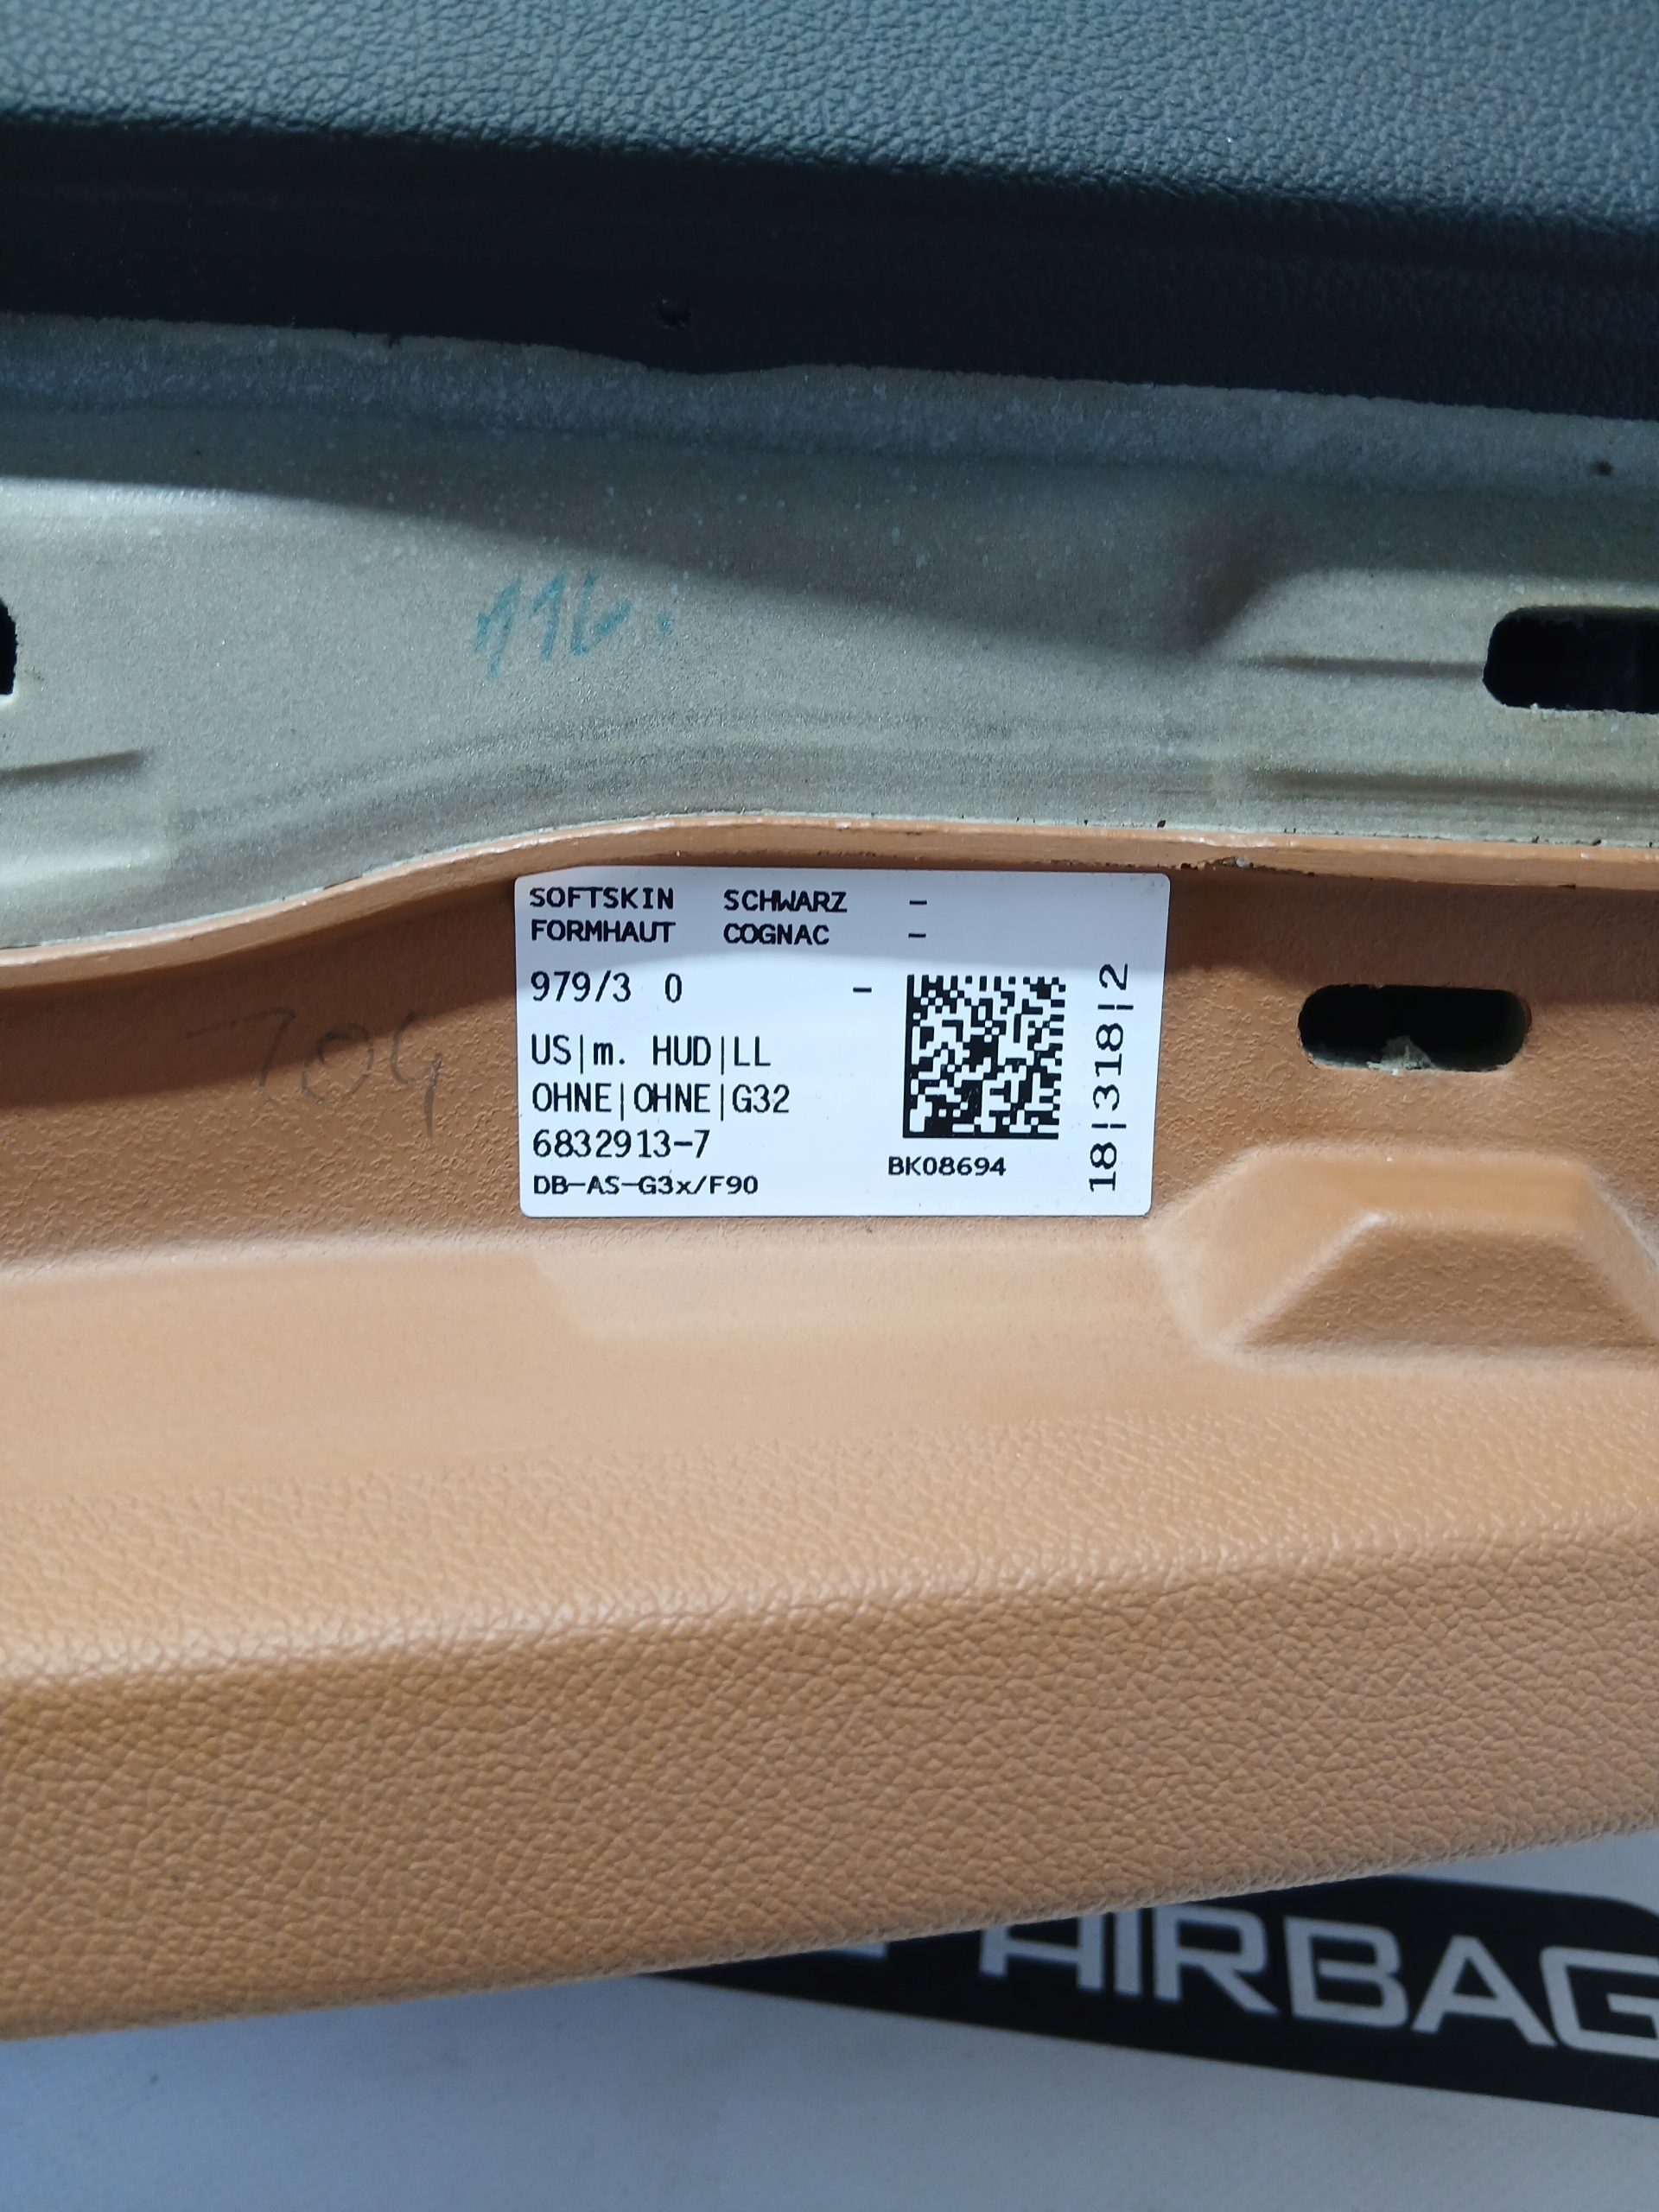 116.
SOFTSKIN SCHWARZ -
FORMHAUT COGNAC -
979/3 0 -
US|m. HUD|LL
OHNE|OHNE|G32
6832913-7
DB-AS-G3x/F90
BK08694
18|318|2
704
AIRBAG